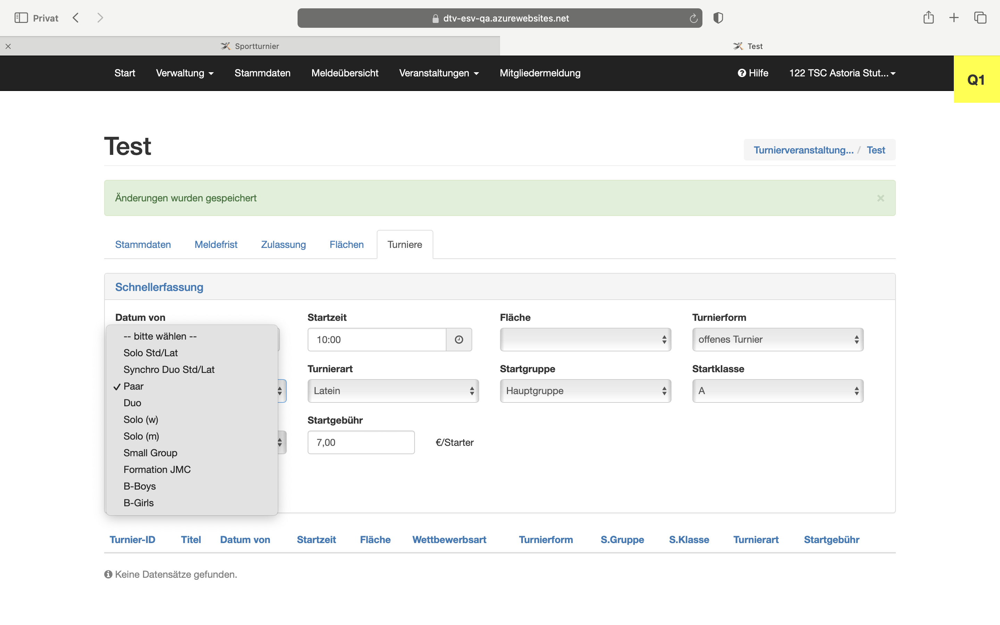 Privat
dtv-esv-qa.azurewebsites.net
Sportturnier
Test
Start Verwaltung Stammdaten Meldeübersicht Veranstaltungen Mitgliedermeldung Hilfe 122 TSC Astoria Stut...
Q1
Test
Turnierveranstaltung... / Test
Änderungen wurden gespeichert
Stammdaten Meldefrist Zulassung Flächen Turniere
Schnellerfassung
Datum von Startzeit Fläche Turnierform
-- bitte wählen --
Solo Std/Lat
Synchro Duo Std/Lat
Paar
Duo
Solo (w)
Solo (m)
Small Group
Formation JMC
B-Boys
B-Girls
10:00 offenes Turnier
Turnierart Startgruppe Startklasse
Latein Hauptgruppe A
Startgebühr
7,00 €/Starter
Turnier-ID Titel Datum von Startzeit Fläche Wettbewerbsart Turnierform S.Gruppe S.Klasse Turnierart Startgebühr
Keine Datensätze gefunden.